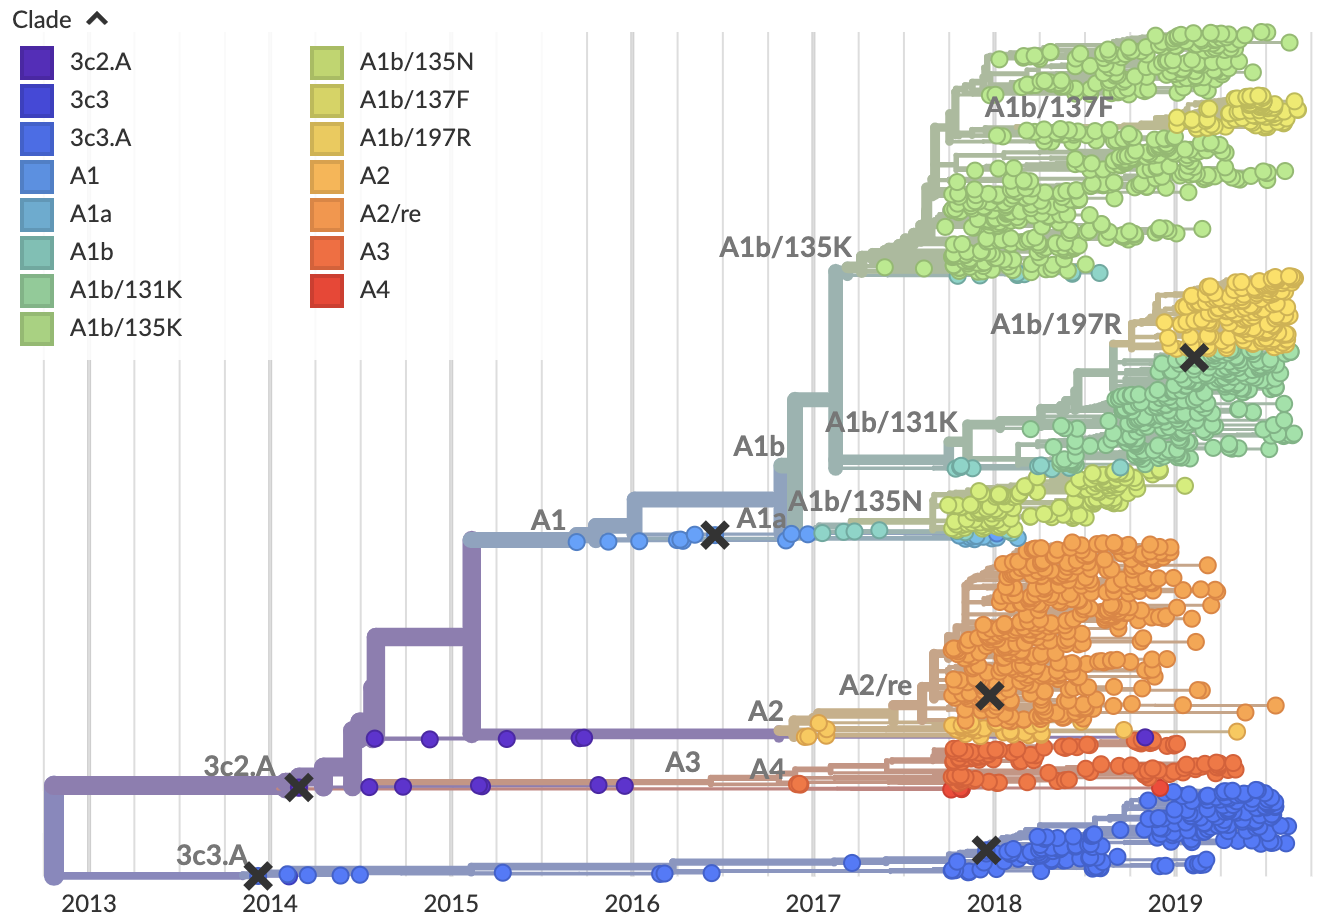 Clade
3c2.A
3c3
3c3.A
A1
A1a
A1b
A1b/131K
A1b/135K
A1b/135N
A1b/137F
A1b/197R
A2
A2/re
A3
A4
A1b/137F
A1b/135K
A1b/197R
A1b/131K
A1b
A1b/135N
A1
A1a
A2/re
A2
A3
A4
3c2.A
3c3.A
2013 2014 2015 2016 2017 2018 2019